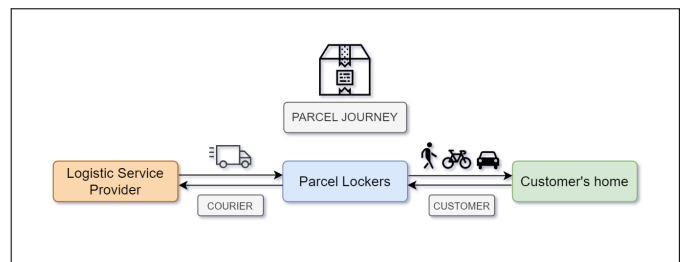 PARCEL JOURNEY
Logistic Service
Provider
Parcel Lockers
Customer's home
COURIER
CUSTOMER